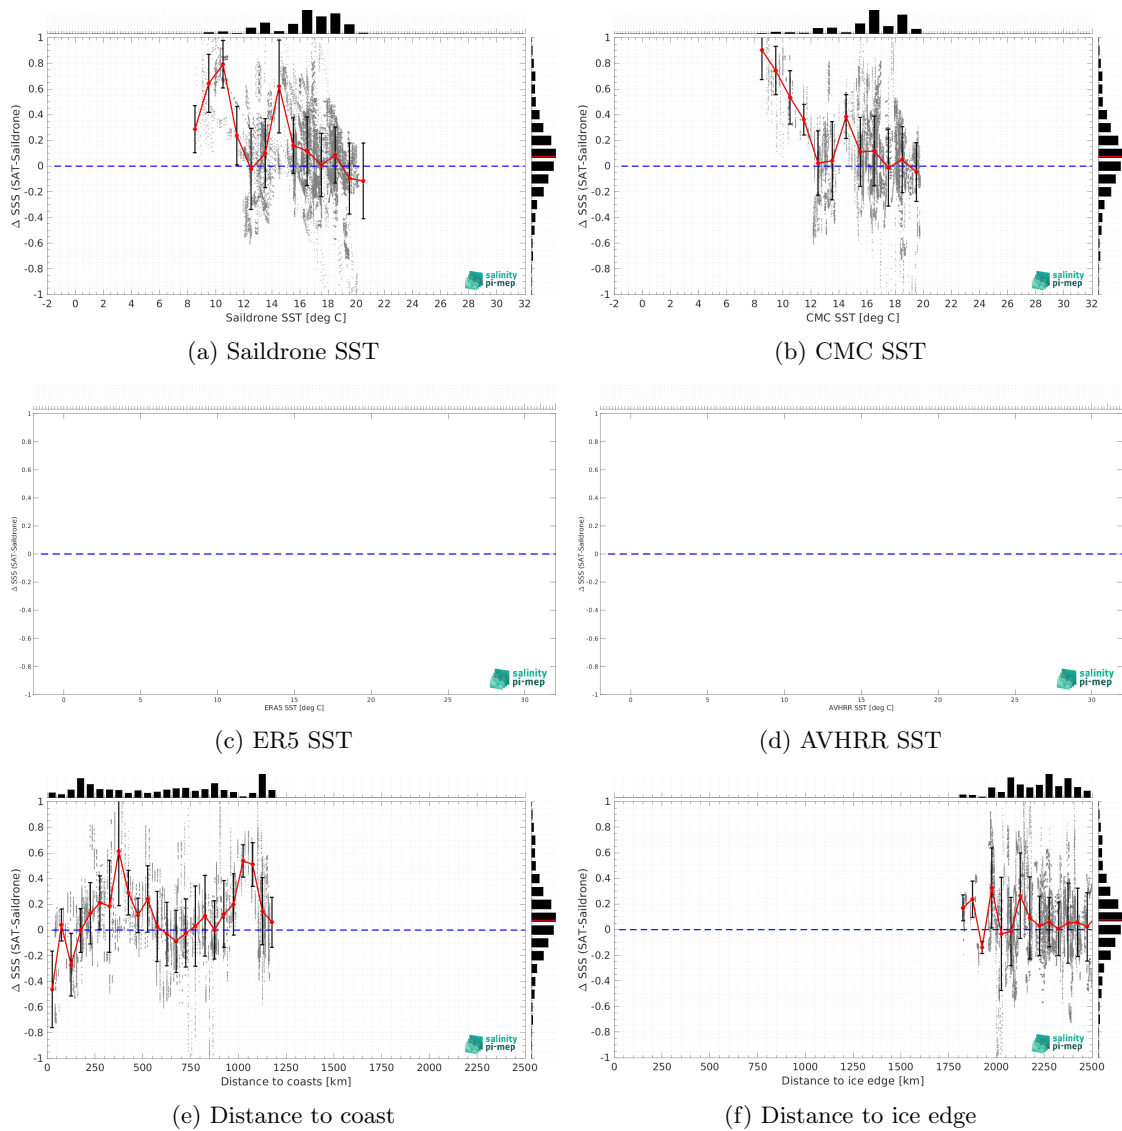 1
0.8
0.6
0.4
0.2
0
-0.2
-0.4
-0.6
-0.8
-1
Δ SSS (SAT-Saildrone)
-2 0 2 4 6 8 10 12 14 16 18 20 22 24 26 28 30 32
Saildrone SST [deg C]
salinity
pi-mep
(a) Saildrone SST
1
0.8
0.6
0.4
0.2
0
-0.2
-0.4
-0.6
-0.8
-1
Δ SSS (SAT-Saildrone)
-2 0 2 4 6 8 10 12 14 16 18 20 22 24 26 28 30 32
CMC SST [deg C]
salinity
pi-mep
(b) CMC SST
1
0.8
0.6
0.4
0.2
0
-0.2
-0.4
-0.6
-0.8
-1
Δ SSS (SAT-Saildrone)
0 5 10 15 20 25 30
ERA5 SST [deg C]
salinity
pi-mep
(c) ER5 SST
1
0.8
0.6
0.4
0.2
0
-0.2
-0.4
-0.6
-0.8
-1
Δ SSS (SAT-Saildrone)
0 5 10 15 20 25 30
AVHRR SST [deg C]
salinity
pi-mep
(d) AVHRR SST
1
0.8
0.6
0.4
0.2
0
-0.2
-0.4
-0.6
-0.8
-1
Δ SSS (SAT-Saildrone)
0 250 500 750 1000 1250 1500 1750 2000 2250 2500
Distance to coasts [km]
salinity
pi-mep
(e) Distance to coast
1
0.8
0.6
0.4
0.2
0
-0.2
-0.4
-0.6
-0.8
-1
Δ SSS (SAT-Saildrone)
0 250 500 750 1000 1250 1500 1750 2000 2250 2500
Distance to ice edge [km]
salinity
pi-mep
(f) Distance to ice edge